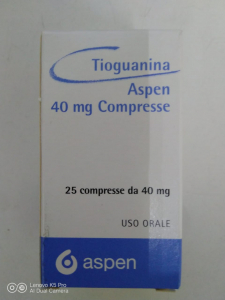 Tioguanina
Aspen
40 mg Compresse
25 compresse da 40 mg
USO ORALE
aspen
Lenovo K5 Pro
AI Dual Camera